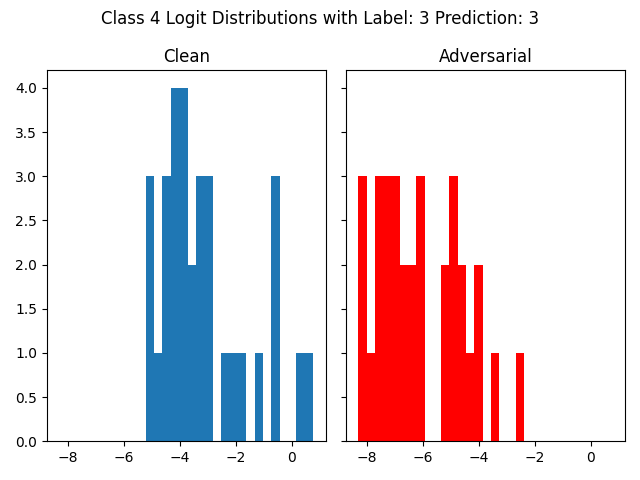 Class 4 Logit Distributions with Label: 3 Prediction: 3
Clean
Adversarial
4.0
3.5
3.0
2.5
2.0
1.5
1.0
0.5
0.0
−8 −6 −4 −2 0
−8 −6 −4 −2 0